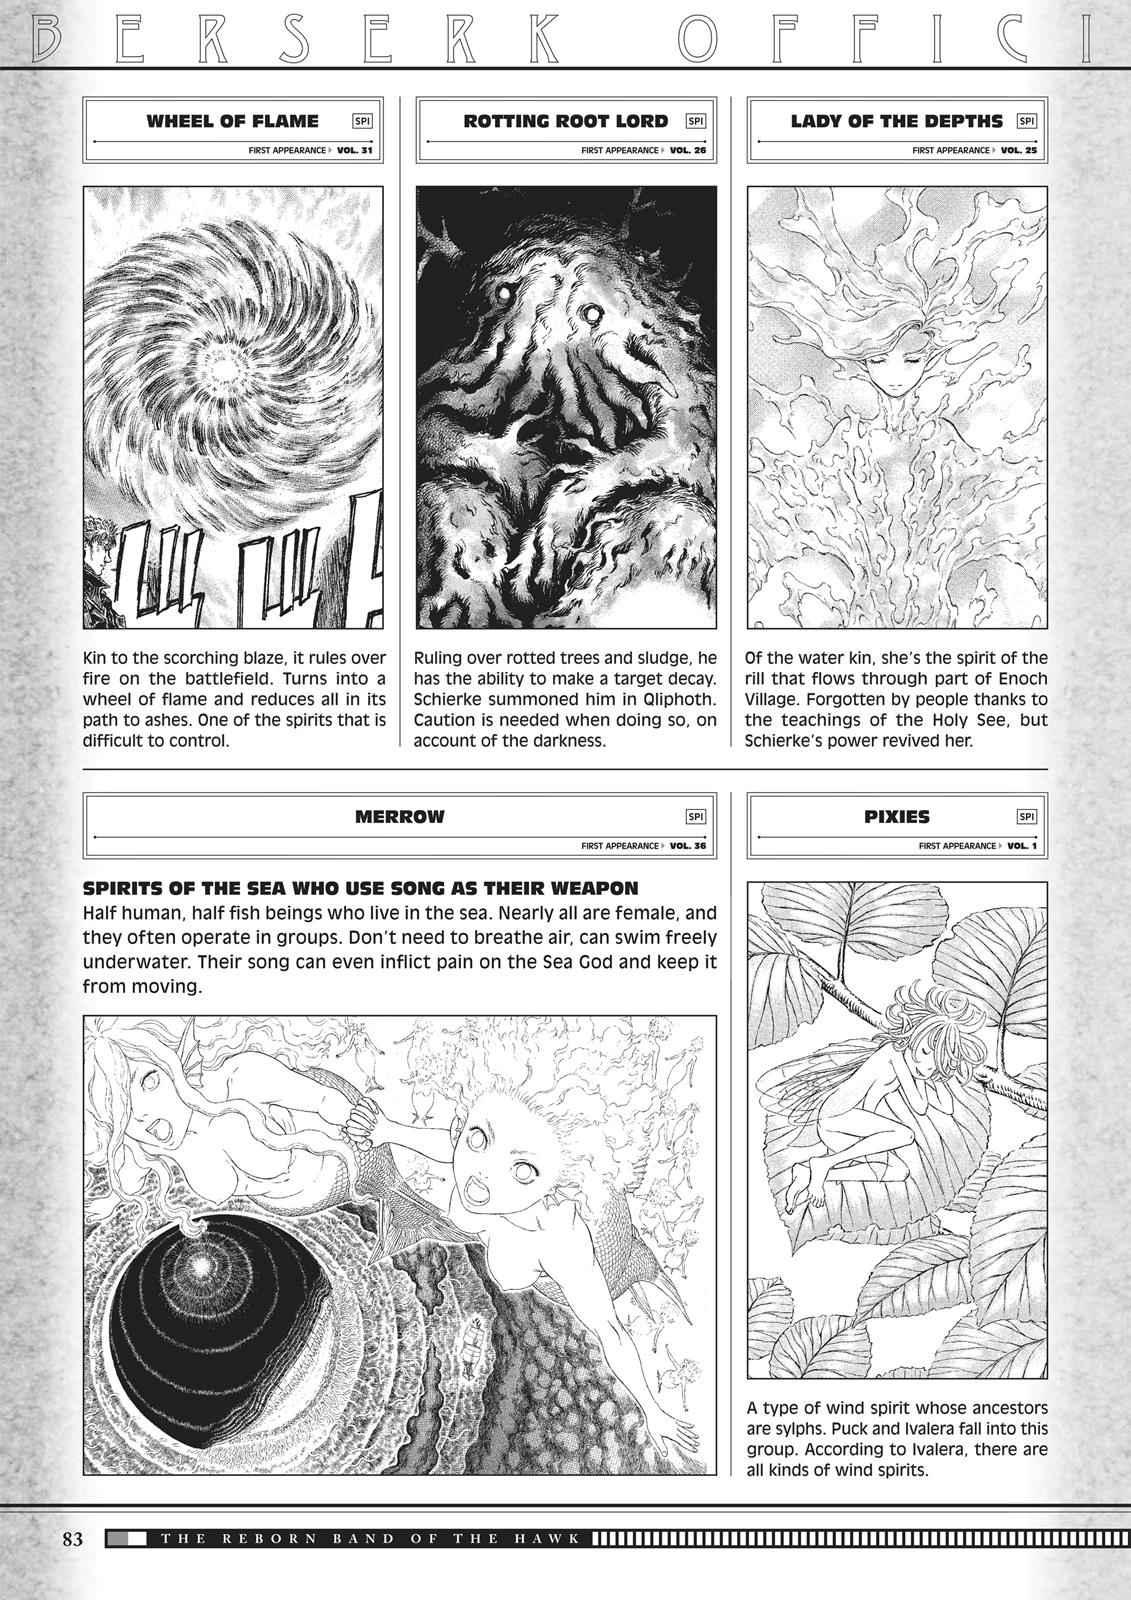 BERSERK OFFICI
WHEEL OF FLAME SPI
FIRST APPEARANCE VOL. 31
Kin to the scorching blaze, it rules over
fire on the battlefield. Turns into a
wheel of flame and reduces all in its
path to ashes. One of the spirits that is
difficult to control.
ROTTING ROOT LORD SPI
FIRST APPEARANCE VOL. 26
Ruling over rotted trees and sludge, he
has the ability to make a target decay.
Schierke summoned him in Qliphoth.
Caution is needed when doing so, on
account of the darkness.
LADY OF THE DEPTHS SPI
FIRST APPEARANCE VOL. 25
Of the water kin, she's the spirit of the
rill that flows through part of Enoch
Village. Forgotten by people thanks to
the teachings of the Holy See, but
Schierke's power revived her.
MERROW SPI
FIRST APPEARANCE VOL. 36
SPIRITS OF THE SEA WHO USE SONG AS THEIR WEAPON
Half human, half fish beings who live in the sea. Nearly all are female, and
they often operate in groups. Don't need to breathe air, can swim freely
underwater. Their song can even inflict pain on the Sea God and keep it
from moving.
PIXIES SPI
FIRST APPEARANCE VOL. 1
A type of wind spirit whose ancestors
are sylphs. Puck and Ivalera fall into this
group. According to Ivalera, there are
all kinds of wind spirits.
83 THE REBORN BAND OF THE HAWK